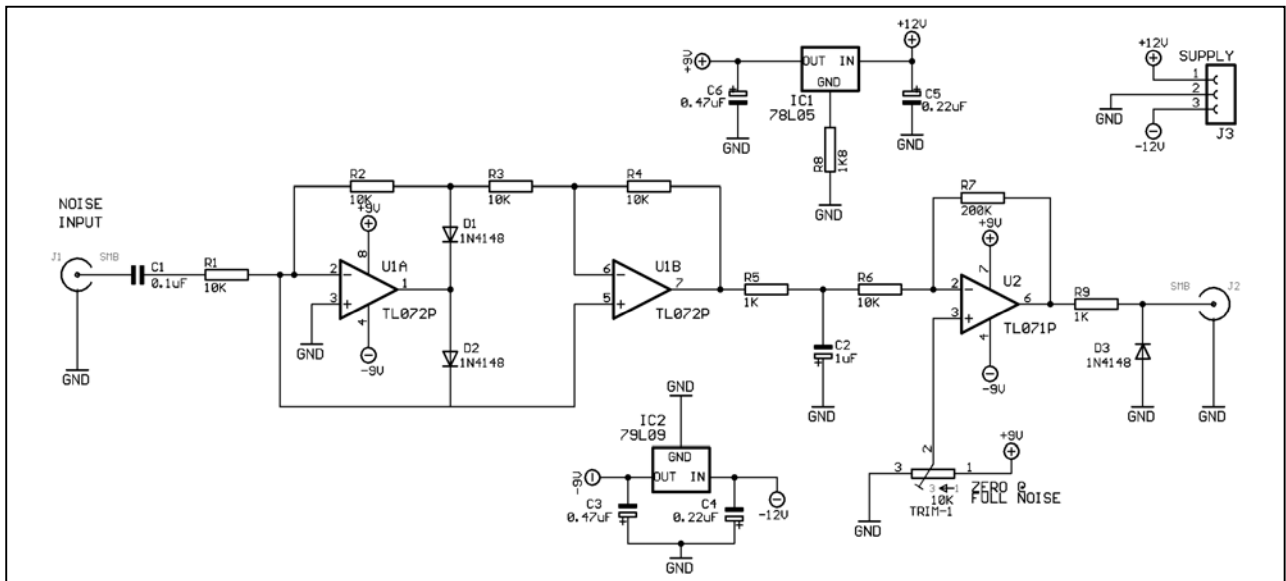 +12V
+9V
OUT IN
GND
C6
0.47uF
IC1
78L05
C5
0.22uF
GND
GND
R8
1K8
GND
+12V
SUPPLY
1
2
3
GND
-12V
J3
NOISE
INPUT
J1
SMB
C1
0.1uF
R1
10K
GND
R2
10K
+9V
8
2
3
1
4
U1A
TL072P
GND
-9V
R3
10K
D1
1N4148
D2
1N4148
R4
10K
6
5
7
U1B
TL072P
R5
1K
C2
1uF
GND
R6
10K
R7
200K
+9V
7
2
3
6
4
U2
TL071P
-9V
R9
1K
D3
1N4148
GND
SMB
J2
GND
GND
IC2
79L09
GND
OUT IN
-9V
C3
0.47uF
C4
0.22uF
-12V
GND
+9V
2
3
1
3 1
10K
TRIM-1
ZERO @
FULL NOISE
GND